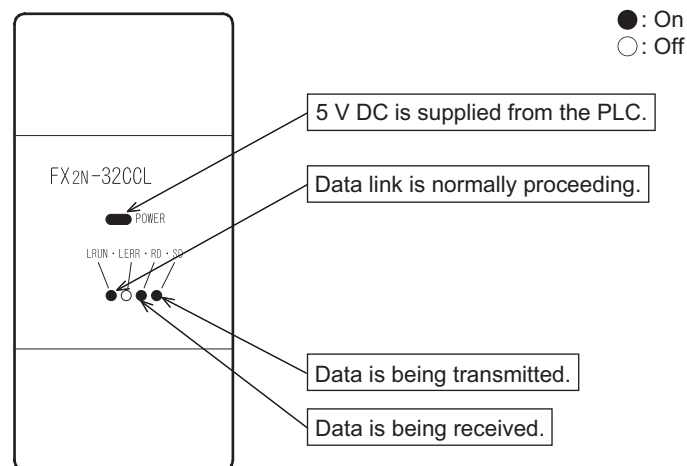 ●: On
○: Off
5 V DC is supplied from the PLC.
FX2N-32CCL
Data link is normally proceeding.
POWER
LRUN・LERR・RD・SD
Data is being transmitted.
Data is being received.